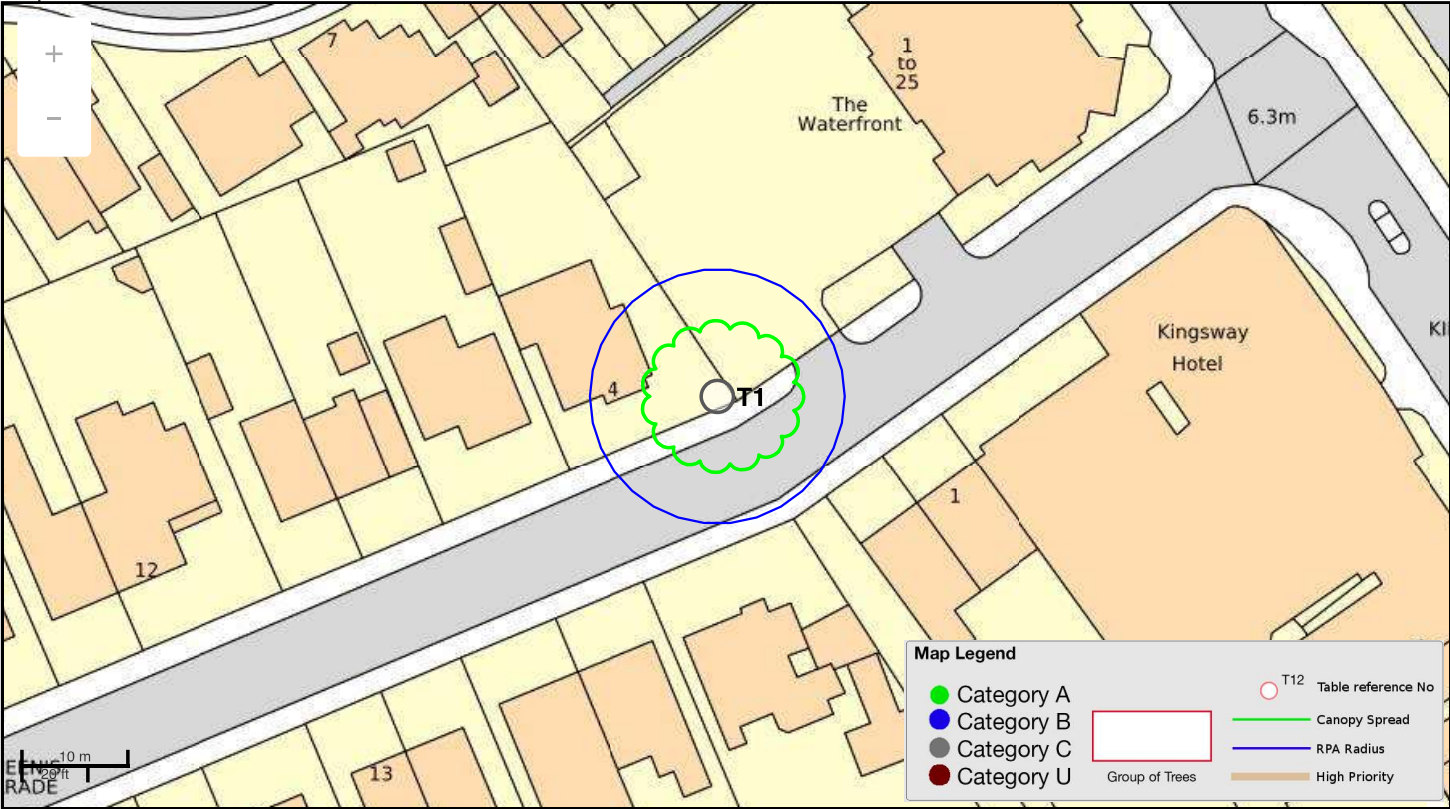 +
−
7
1
to
25
The
Waterfront
6.3m
Kingsway
Hotel
4
T1
1
12
13
10 m
20 ft
RADE
Map Legend
Category A
Category B
Category C
Category U
Group of Trees
T12
Table reference No
Canopy Spread
RPA Radius
High Priority